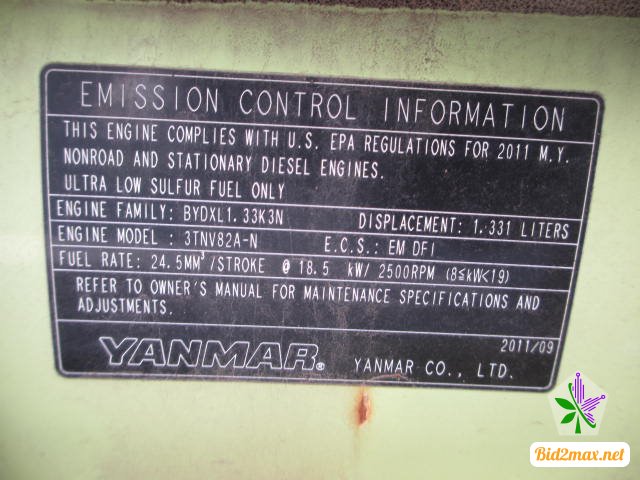 EMISSION CONTROL INFORMATION
THIS ENGINE COMPLIES WITH U.S. EPA REGULATIONS FOR 2011 M.Y.
NONROAD AND STATIONARY DIESEL ENGINES.
ULTRA LOW SULFUR FUEL ONLY
ENGINE FAMILY: BYDXL1.33K3N DISPLACEMENT: 1.331 LITERS
ENGINE MODEL : 3TNV82A-N E.C.S.: EM DFI
FUEL RATE: 24.5MM³/STROKE @ 18.5 kW/ 2500RPM (8≤kW<19)
REFER TO OWNER'S MANUAL FOR MAINTENANCE SPECIFICATIONS AND
ADJUSTMENTS.
2011/09
YANMAR® YANMAR CO., LTD.
Bid2max.net